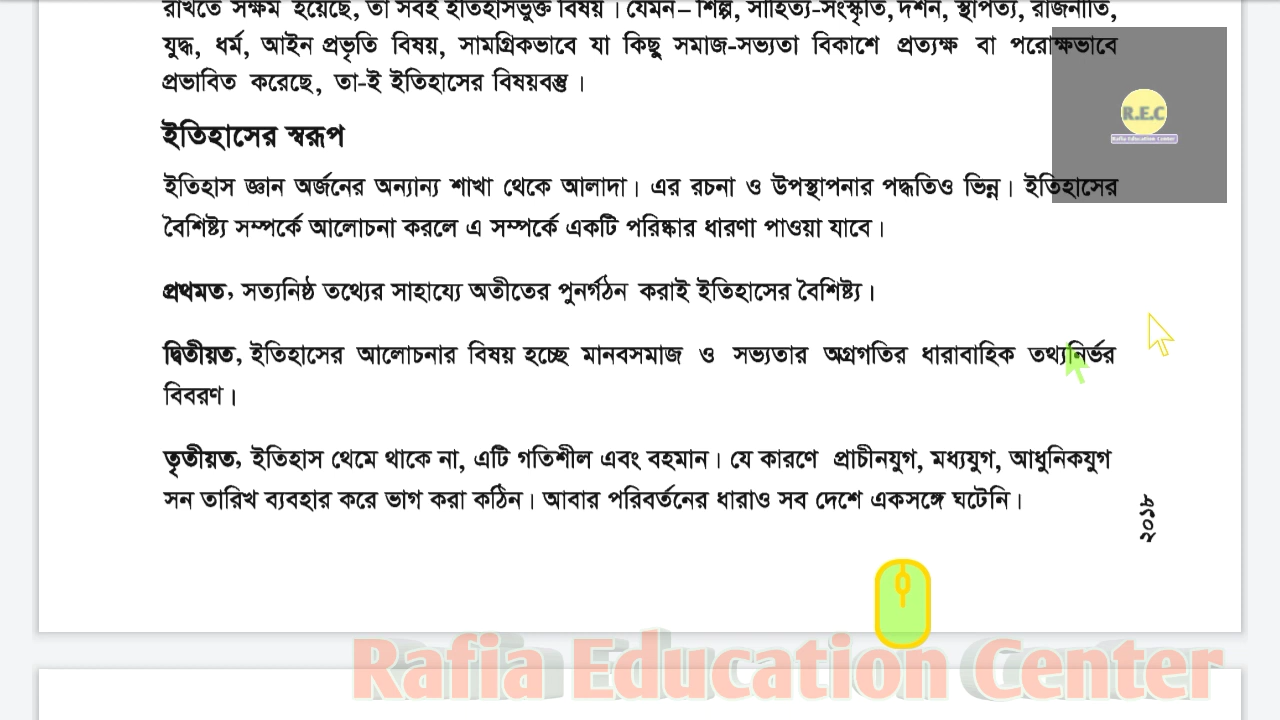 রাখতে সক্ষম হয়েছে, তা সবই ইতিহাসভুক্ত বিষয়। যেমন– শিল্প, সাহিত্য-সংস্কৃতি, দর্শন, স্থাপত্য, রাজনীতি,
যুদ্ধ, ধর্ম, আইন প্রভৃতি বিষয়, সামগ্রিকভাবে যা কিছু সমাজ-সভ্যতা বিকাশে প্রত্যক্ষ বা পরোক্ষভাবে
প্রভাবিত করেছে, তা-ই ইতিহাসের বিষয়বস্তু।
R.E.C
Rafia Education Center
ইতিহাসের স্বরূপ
ইতিহাস জ্ঞান অর্জনের অন্যান্য শাখা থেকে আলাদা। এর রচনা ও উপস্থাপনার পদ্ধতিও ভিন্ন। ইতিহাসের
বৈশিষ্ট্য সম্পর্কে আলোচনা করলে এ সম্পর্কে একটি পরিষ্কার ধারণা পাওয়া যাবে।
প্রথমত, সত্যনিষ্ঠ তথ্যের সাহায্যে অতীতের পুনর্গঠন করাই ইতিহাসের বৈশিষ্ট্য।
দ্বিতীয়ত, ইতিহাসের আলোচনার বিষয় হচ্ছে মানবসমাজ ও সভ্যতার অগ্রগতির ধারাবাহিক তথ্যনির্ভর
বিবরণ।
তৃতীয়ত, ইতিহাস থেমে থাকে না, এটি গতিশীল এবং বহমান। যে কারণে প্রাচীনযুগ, মধ্যযুগ, আধুনিকযুগ
সন তারিখ ব্যবহার করে ভাগ করা কঠিন। আবার পরিবর্তনের ধারাও সব দেশে একসঙ্গে ঘটেনি।
২০১৮
Rafia Education Center